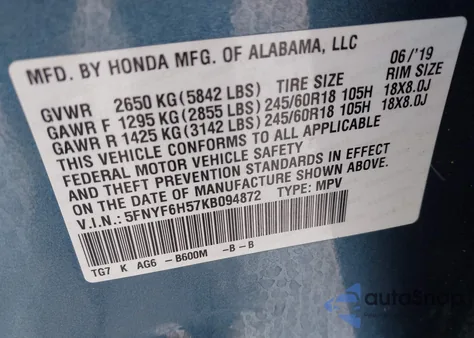 MFD. BY HONDA MFG. OF ALABAMA, LLC 06/'19
GVWR 2650 KG (5842 LBS) TIRE SIZE RIM SIZE
GAWR F 1295 KG (2855 LBS) 245/60R18 105H 18X8.0J
GAWR R 1425 KG (3142 LBS) 245/60R18 105H 18X8.0J
THIS VEHICLE CONFORMS TO ALL APPLICABLE
FEDERAL MOTOR VEHICLE SAFETY
AND THEFT PREVENTION STANDARDS IN EFFECT
ON THE DATE OF MANUFACTURE SHOWN ABOVE.
V.I.N.: 5FNYF6H57KB094872 TYPE: MPV
TG7 K AG6 -B600M -B-B
autoSnap